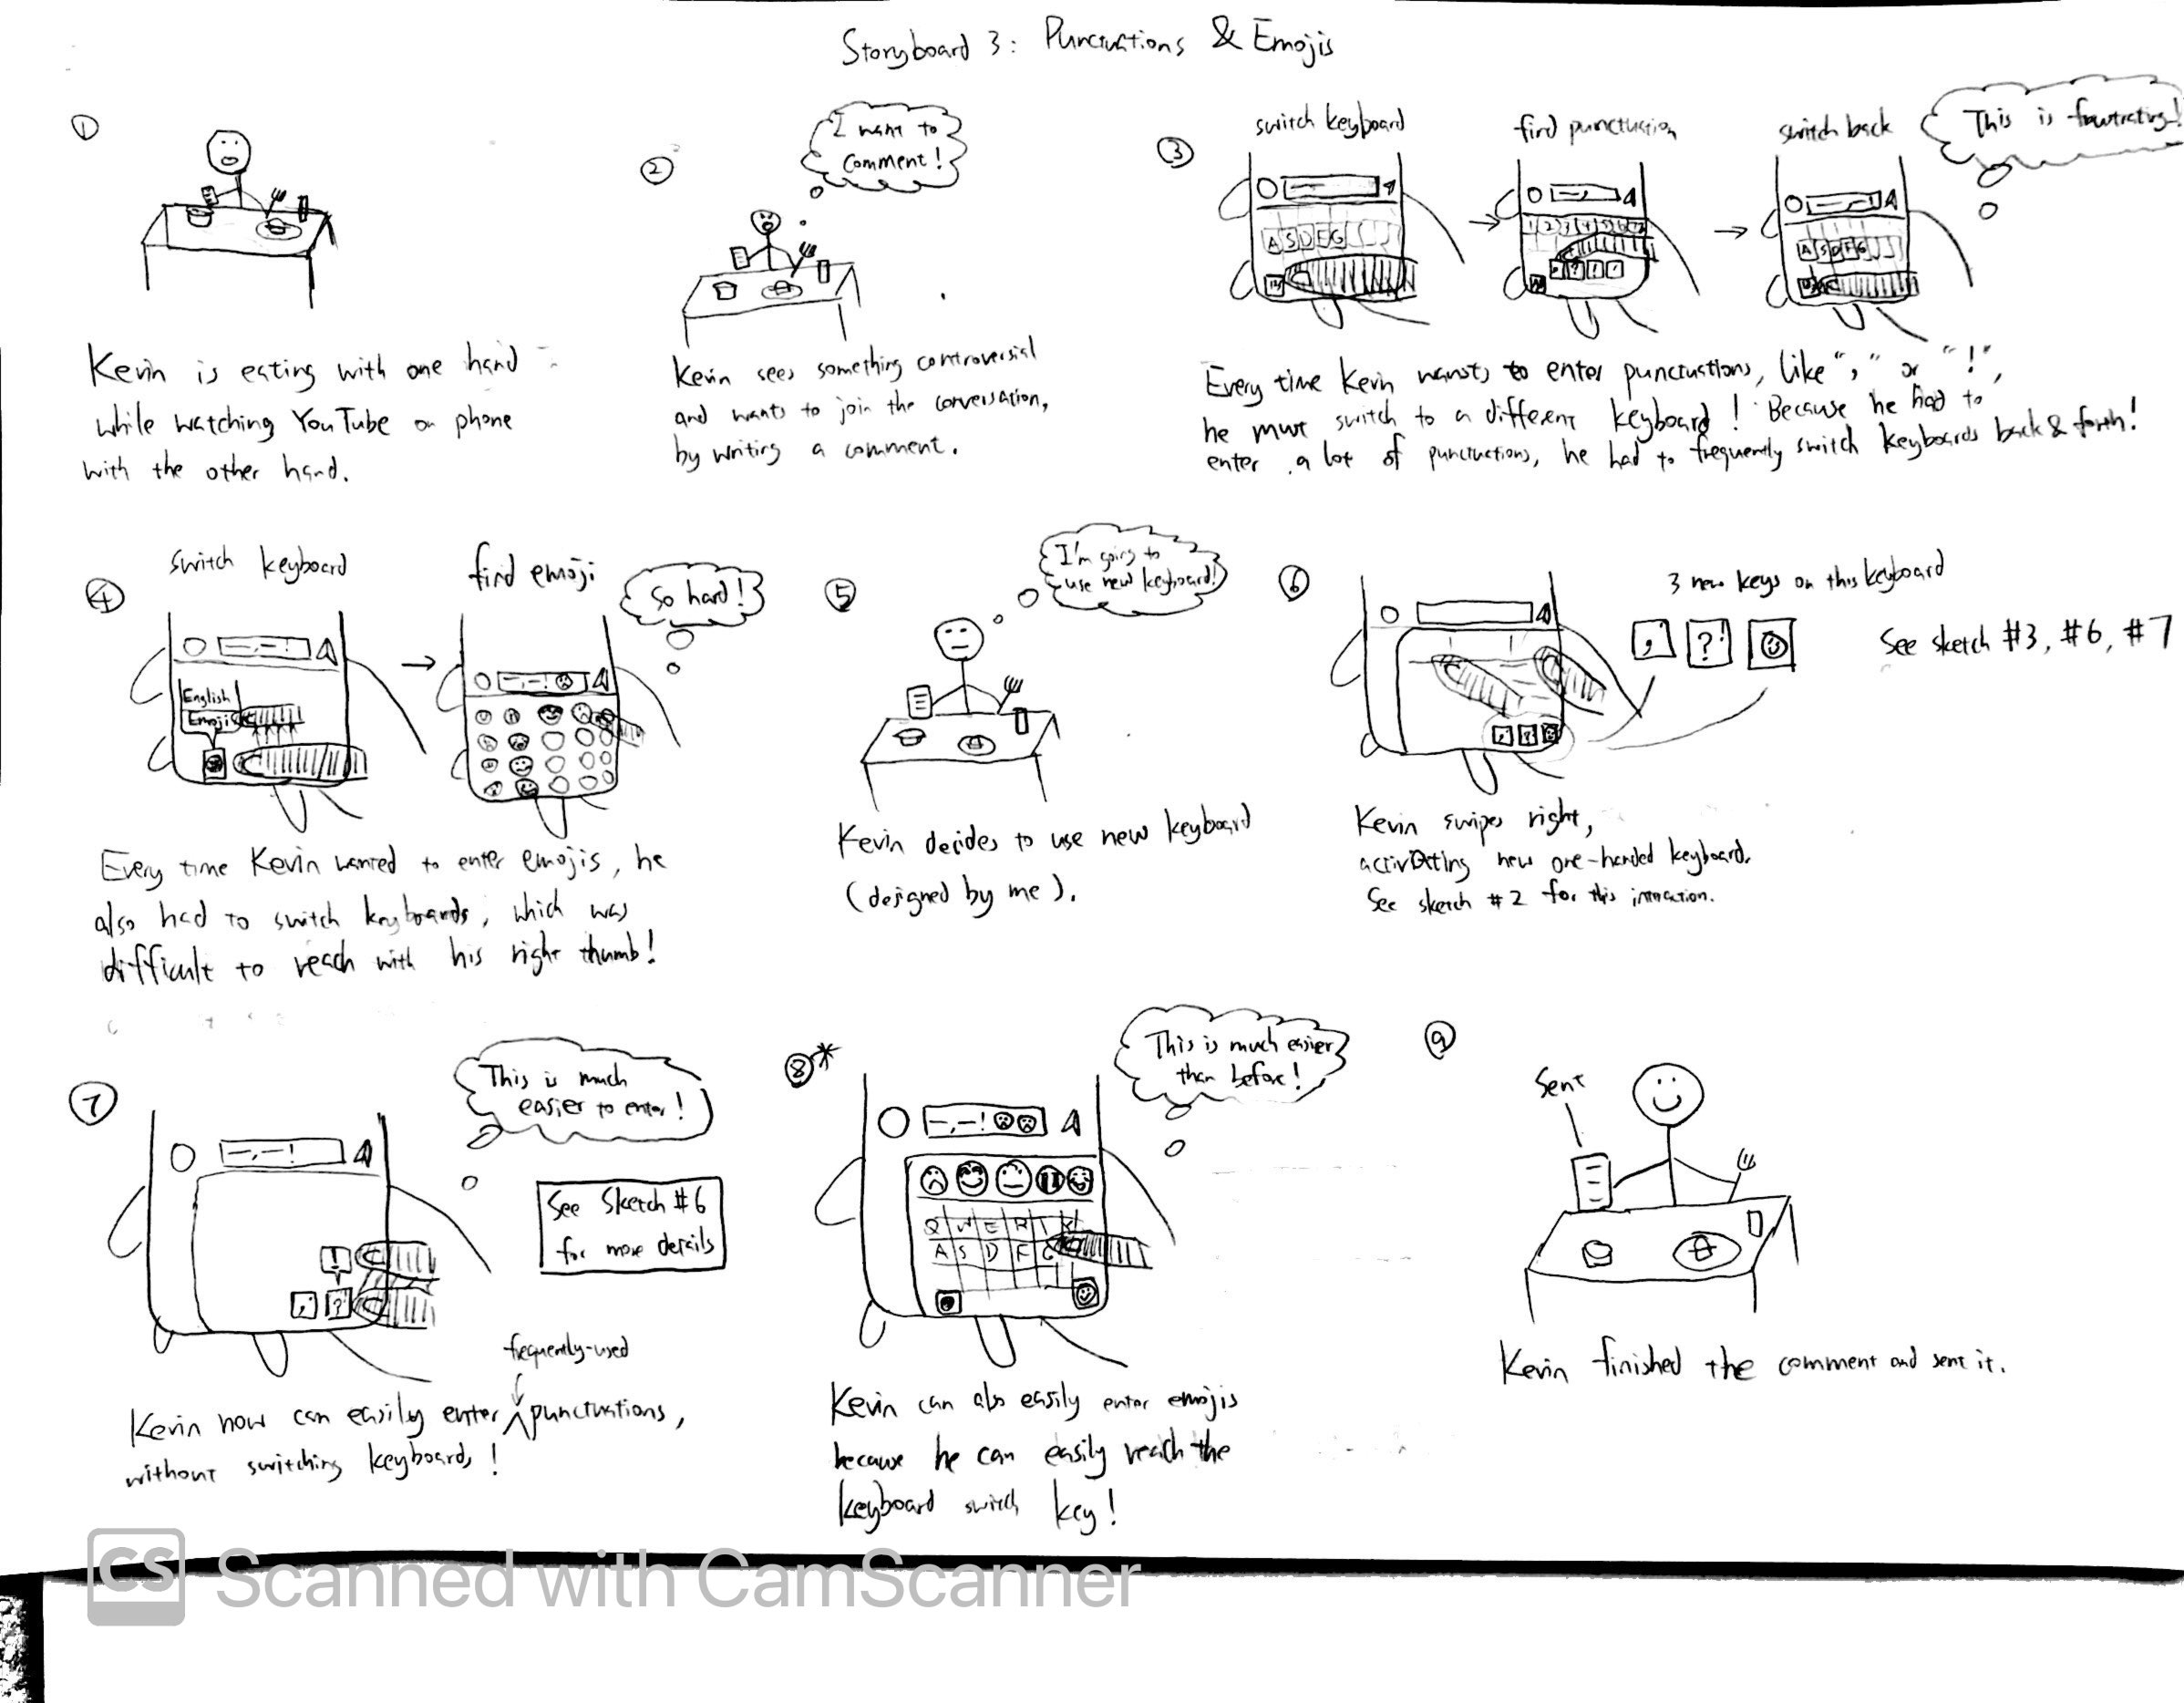 Storyboard 3: Punctuations & Emojis
①
②
I want to
comment!
③
switch keyboard
find punctuation
switch back
This is frustrating!
A S D F G
1 2 3 4 5 6 7
, ? ! '
A S D F G
Kevin is eating with one hand
while watching YouTube on phone
with the other hand.
Kevin sees something controversial
and wants to join the conversation,
by writing a comment.
Every time Kevin wants to enter punctuations, like "," or "!",
he must switch to a different keyboard! Because he had to
enter a lot of punctuations, he had to frequently switch keyboards back & forth!
④
switch keyboard
find emoji
So hard!
English
Emoji
⑤
I'm going to
use new keyboard!
⑥
3 new keys on this keyboard
See sketch #3, #6, #7
Every time Kevin wanted to enter emojis, he
also had to switch keyboards, which was
difficult to reach with his right thumb!
Kevin decides to use new keyboard
(designed by me).
Kevin swipes right,
activating new one-handed keyboard.
See sketch #2 for this interaction.
⑦
This is much
easier to enter!
See Sketch #6
for more details
!
, ?
⑧*
This is much easier
than before!
Q W E R T
A S D F G
⑨
Sent
Kevin now can easily enter ^ frequently-used punctuations,
without switching keyboards!
Kevin can also easily enter emojis
because he can easily reach the
keyboard switch key!
Kevin finished the comment and sent it.
CS Scanned with CamScanner